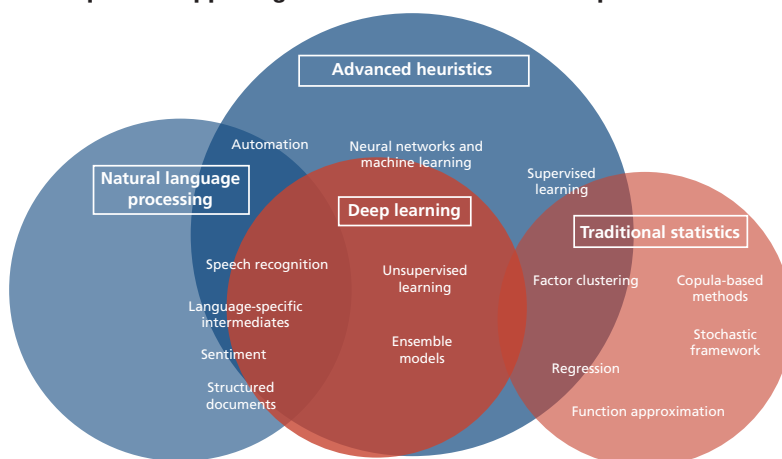 Advanced heuristics
Automation
Neural networks and
machine learning
Natural language
processing
Supervised
learning
Deep learning
Traditional statistics
Speech recognition
Unsupervised
learning
Factor clustering
Copula-based
methods
Language-specific
intermediates
Sentiment
Ensemble
models
Stochastic
framework
Regression
Structured
documents
Function approximation